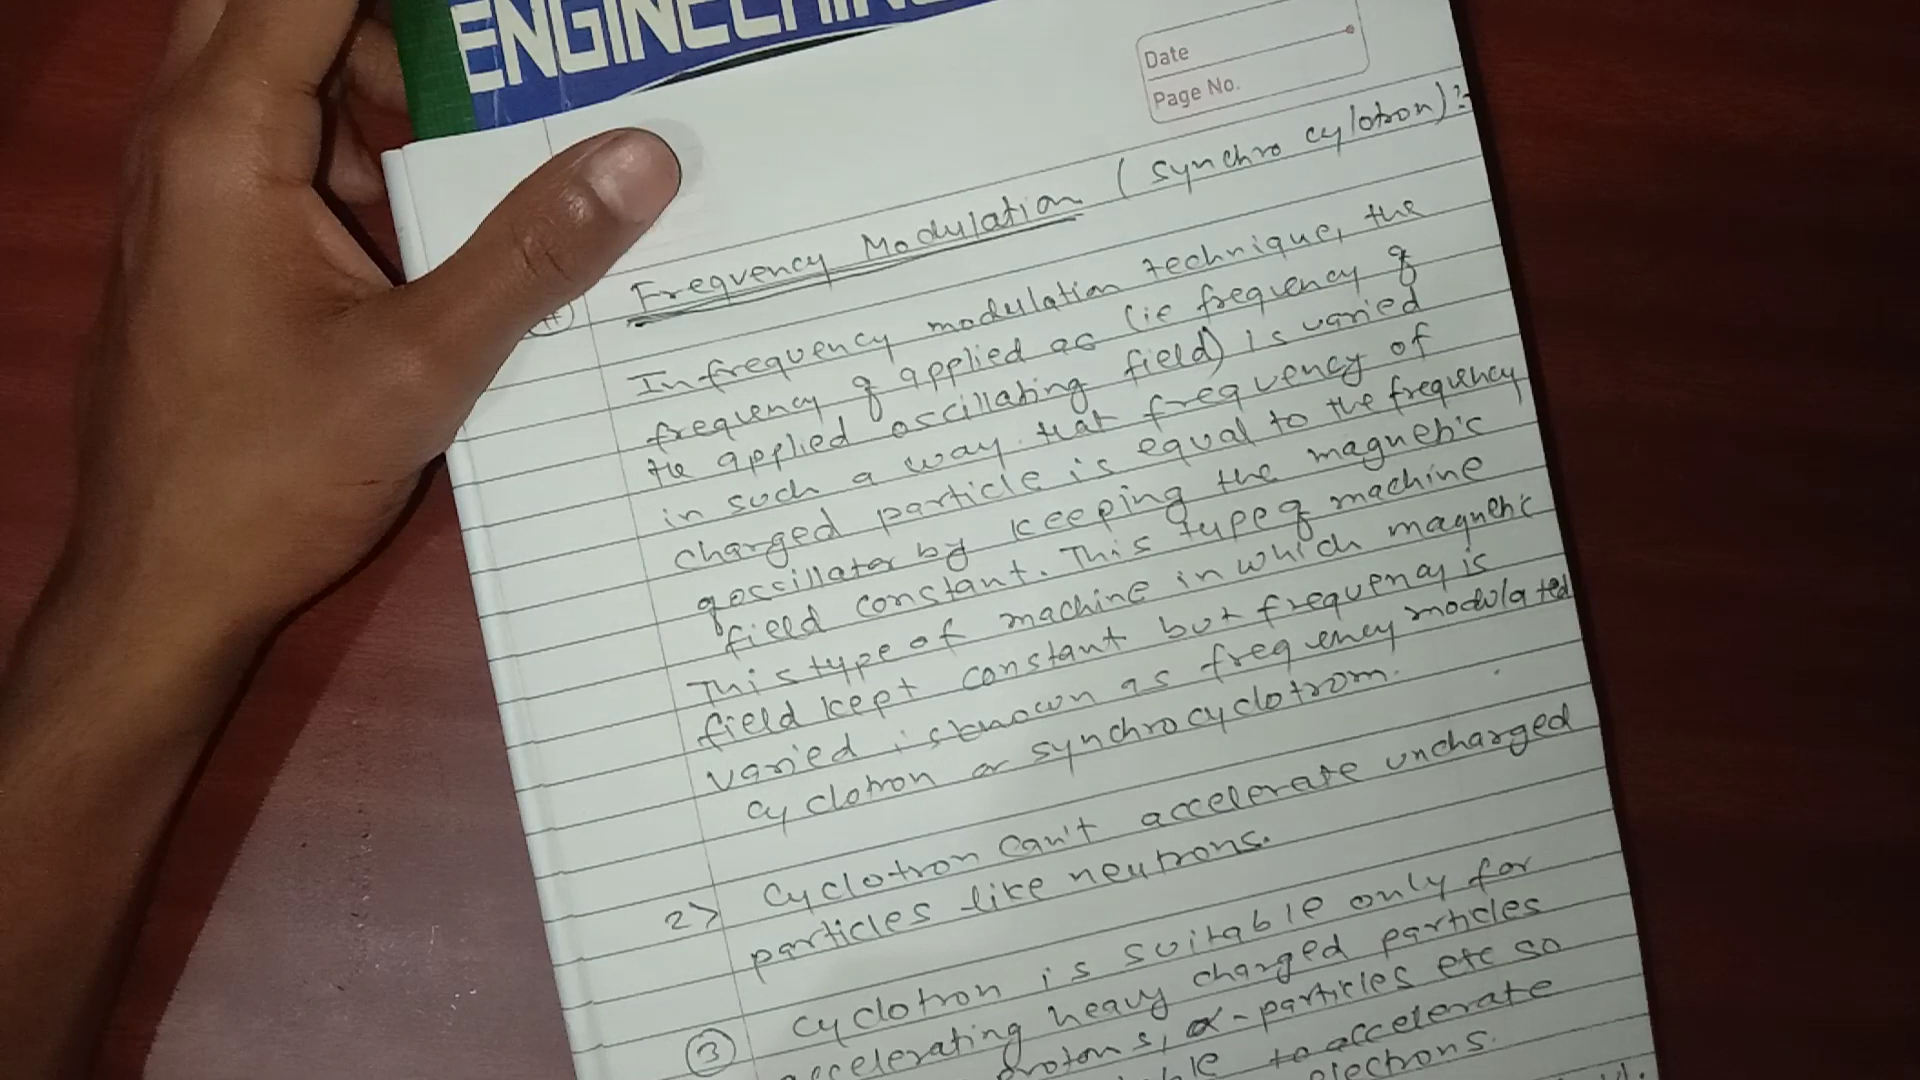 ENGINEERING
Date
Page No.
Frequency Modulation (synchro cylotron):-
In frequency modulation technique, the
frequency of applied ac (ie frequency of
the applied oscillating field) is varied
in such a way that frequency of
charged particle is equal to the frequency
of oscillator by keeping the magnetic
field constant. This type of machine
This type of machine in which magnetic
field kept constant but frequency is
varied is known as frequency modulated
cyclotron or synchrocyclotrom.
2> Cyclotron can't accelerate uncharged
particles like neutrons.
3 Cyclotron is suitable only for
accelerating heavy charged particles
protons, α-particles etc so
to accelerate
electrons.